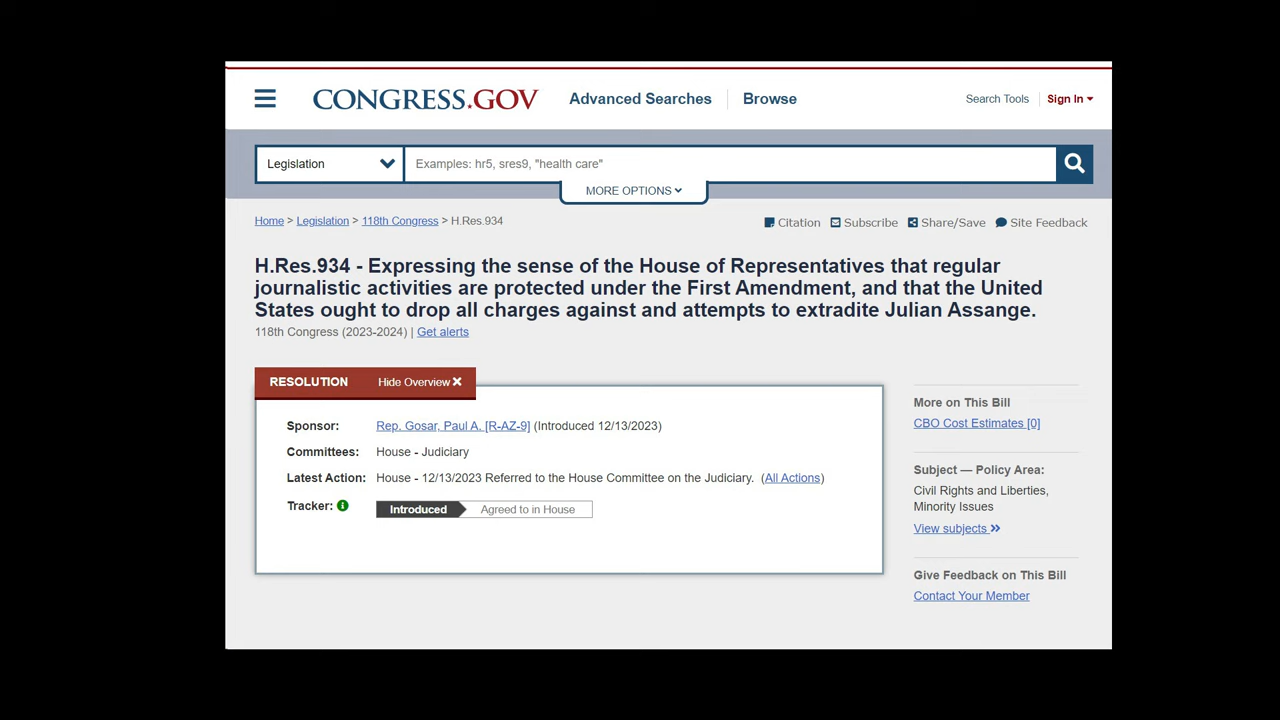 CONGRESS.GOV Advanced Searches Browse Search Tools Sign In
Legislation Examples: hr5, sres9, "health care"
MORE OPTIONS
Home > Legislation > 118th Congress > H.Res.934 Citation Subscribe Share/Save Site Feedback
H.Res.934 - Expressing the sense of the House of Representatives that regular
journalistic activities are protected under the First Amendment, and that the United
States ought to drop all charges against and attempts to extradite Julian Assange.
118th Congress (2023-2024) | Get alerts
RESOLUTION Hide Overview
Sponsor: Rep. Gosar, Paul A. [R-AZ-9] (Introduced 12/13/2023)
Committees: House - Judiciary
Latest Action: House - 12/13/2023 Referred to the House Committee on the Judiciary. (All Actions)
Tracker: Introduced Agreed to in House
More on This Bill
CBO Cost Estimates [0]
Subject — Policy Area:
Civil Rights and Liberties,
Minority Issues
View subjects
Give Feedback on This Bill
Contact Your Member